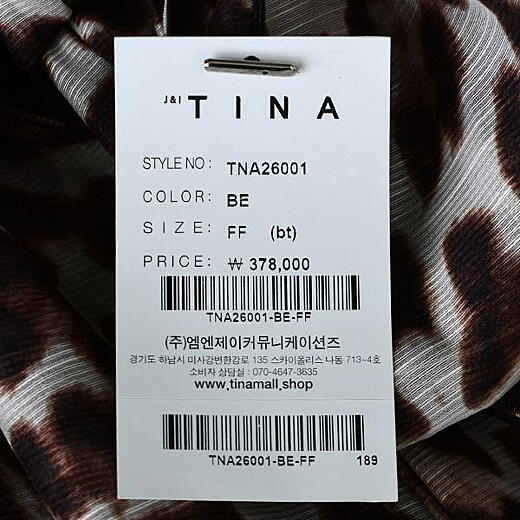 J&I TINA
STYLE NO : TNA26001
COLOR: BE
SIZE: FF (bt)
PRICE: ₩ 378,000
TNA26001-BE-FF
(주)엠엔제이커뮤니케이션즈
경기도 하남시 미사강변한강로 135 스카이폴리스 나동 713~4호
소비자 상담실 : 070-4647-3635
www.tinamall.shop
TNA26001-BE-FF 189